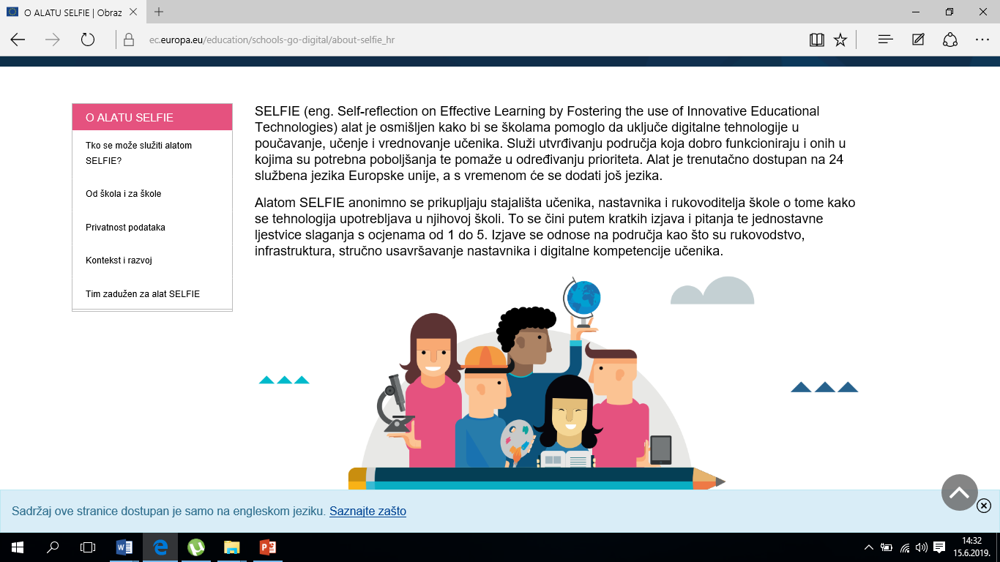 O ALATU SELFIE | Obraz
ec.europa.eu/education/schools-go-digital/about-selfie_hr
O ALATU SELFIE
Tko se može služiti alatom
SELFIE?
Od škola i za škole
Privatnost podataka
Kontekst i razvoj
Tim zadužen za alat SELFIE
SELFIE (eng. Self-reflection on Effective Learning by Fostering the use of Innovative Educational
Technologies) alat je osmišljen kako bi se školama pomoglo da uključe digitalne tehnologije u
poučavanje, učenje i vrednovanje učenika. Služi utvrđivanju područja koja dobro funkcioniraju i onih u
kojima su potrebna poboljšanja te pomaže u određivanju prioriteta. Alat je trenutačno dostupan na 24
službena jezika Europske unije, a s vremenom će se dodati još jezika.
Alatom SELFIE anonimno se prikupljaju stajališta učenika, nastavnika i rukovoditelja škole o tome kako
se tehnologija upotrebljava u njihovoj školi. To se čini putem kratkih izjava i pitanja te jednostavne
ljestvice slaganja s ocjenama od 1 do 5. Izjave se odnose na područja kao što su rukovodstvo,
infrastruktura, stručno usavršavanje nastavnika i digitalne kompetencije učenika.
Sadržaj ove stranice dostupan je samo na engleskom jeziku. Saznajte zašto
14:32
15.6.2019.